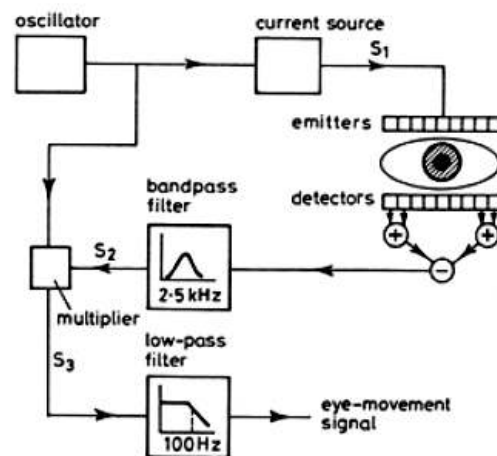 oscillator
current source
S1
emitters
detectors
+
+
−
bandpass
filter
2·5 kHz
S2
multiplier
S3
low-pass
filter
100Hz
eye-movement
signal